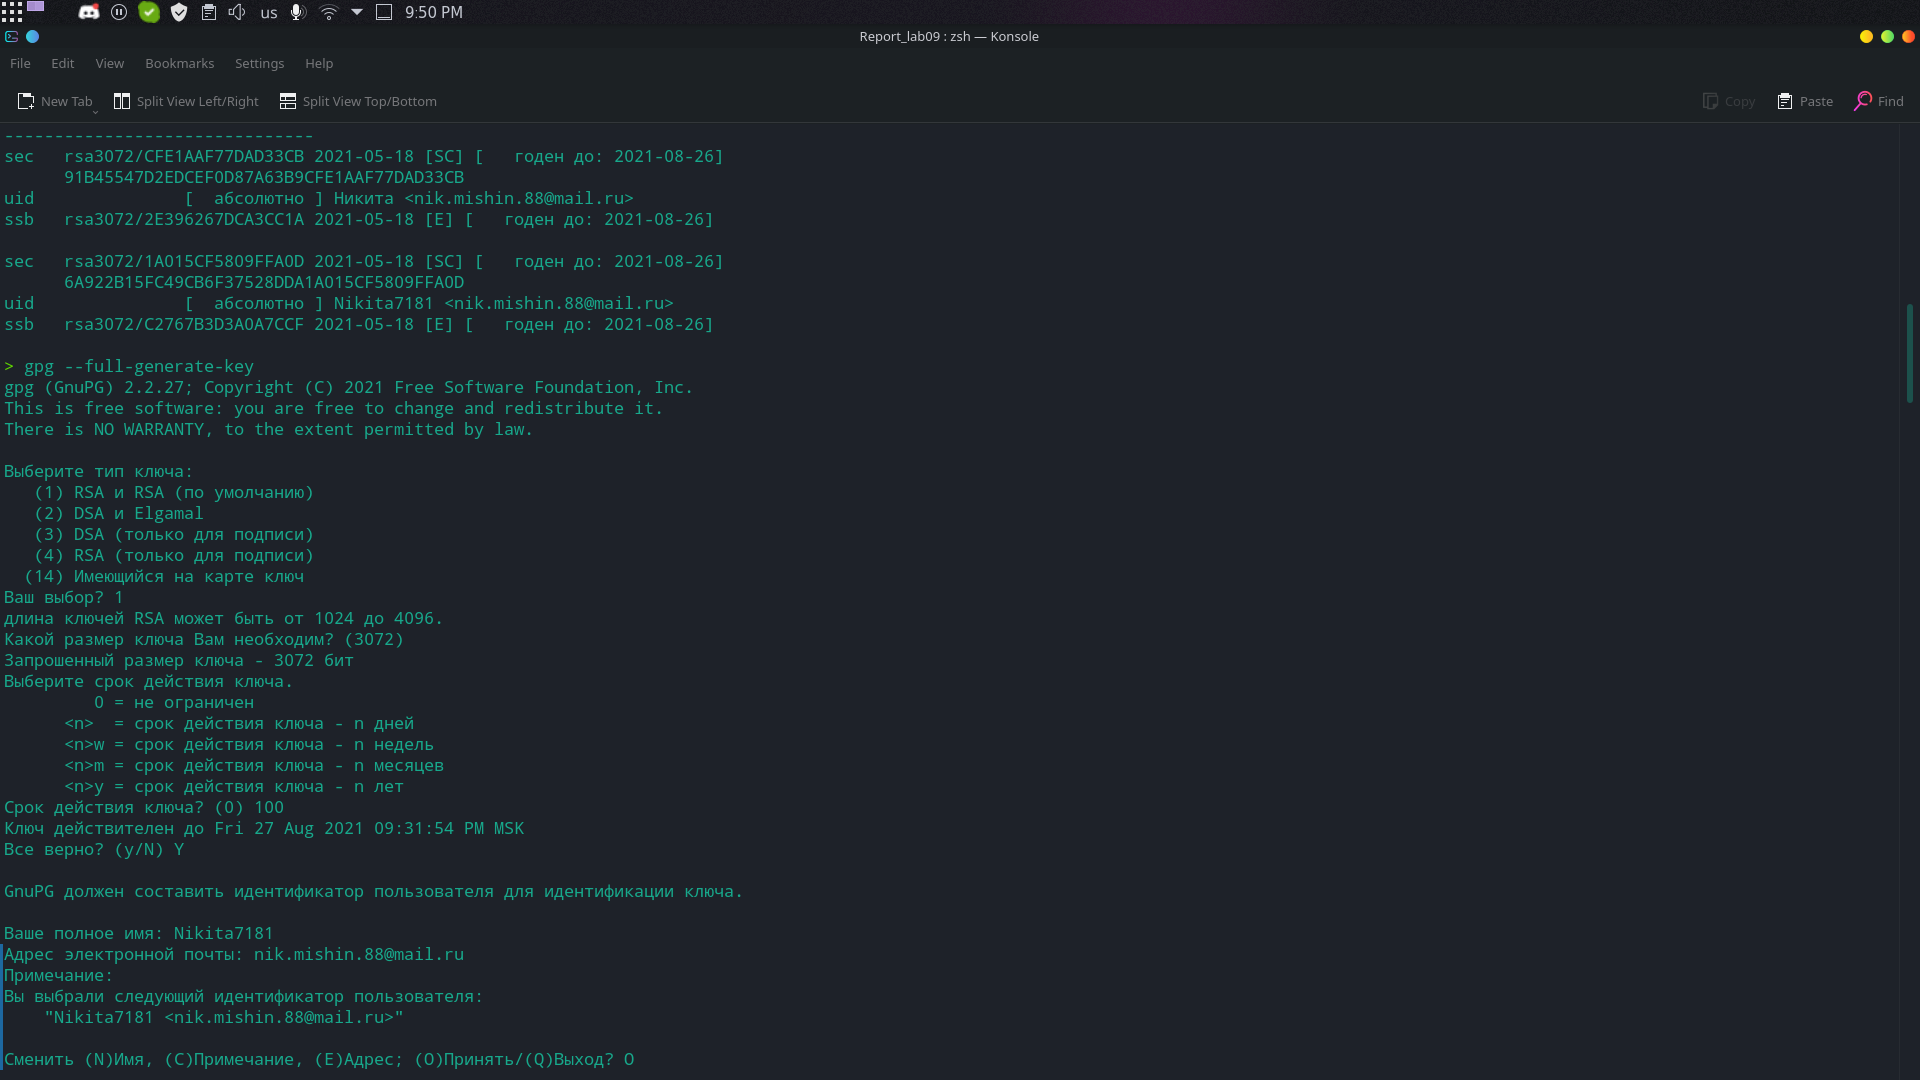 us 9:50 PM
Report_lab09 : zsh — Konsole
File Edit View Bookmarks Settings Help
New Tab Split View Left/Right Split View Top/Bottom Copy Paste Find
-------------------------------
sec   rsa3072/CFE1AAF77DAD33CB 2021-05-18 [SC] [   годен до: 2021-08-26]
      91B45547D2EDCEF0D87A63B9CFE1AAF77DAD33CB
uid               [  абсолютно ] Никита <nik.mishin.88@mail.ru>
ssb   rsa3072/2E396267DCA3CC1A 2021-05-18 [E] [   годен до: 2021-08-26]
sec   rsa3072/1A015CF5809FFA0D 2021-05-18 [SC] [   годен до: 2021-08-26]
      6A922B15FC49CB6F37528DDA1A015CF5809FFA0D
uid               [  абсолютно ] Nikita7181 <nik.mishin.88@mail.ru>
ssb   rsa3072/C2767B3D3A0A7CCF 2021-05-18 [E] [   годен до: 2021-08-26]
> gpg --full-generate-key
gpg (GnuPG) 2.2.27; Copyright (C) 2021 Free Software Foundation, Inc.
This is free software: you are free to change and redistribute it.
There is NO WARRANTY, to the extent permitted by law.
Выберите тип ключа:
   (1) RSA и RSA (по умолчанию)
   (2) DSA и Elgamal
   (3) DSA (только для подписи)
   (4) RSA (только для подписи)
  (14) Имеющийся на карте ключ
Ваш выбор? 1
длина ключей RSA может быть от 1024 до 4096.
Какой размер ключа Вам необходим? (3072)
Запрошенный размер ключа - 3072 бит
Выберите срок действия ключа.
         0 = не ограничен
      <n>  = срок действия ключа - n дней
      <n>w = срок действия ключа - n недель
      <n>m = срок действия ключа - n месяцев
      <n>y = срок действия ключа - n лет
Срок действия ключа? (0) 100
Ключ действителен до Fri 27 Aug 2021 09:31:54 PM MSK
Все верно? (y/N) Y
GnuPG должен составить идентификатор пользователя для идентификации ключа.
Ваше полное имя: Nikita7181
Адрес электронной почты: nik.mishin.88@mail.ru
Примечание:
Вы выбрали следующий идентификатор пользователя:
    "Nikita7181 <nik.mishin.88@mail.ru>"
Сменить (N)Имя, (C)Примечание, (E)Адрес; (O)Принять/(Q)Выход? O